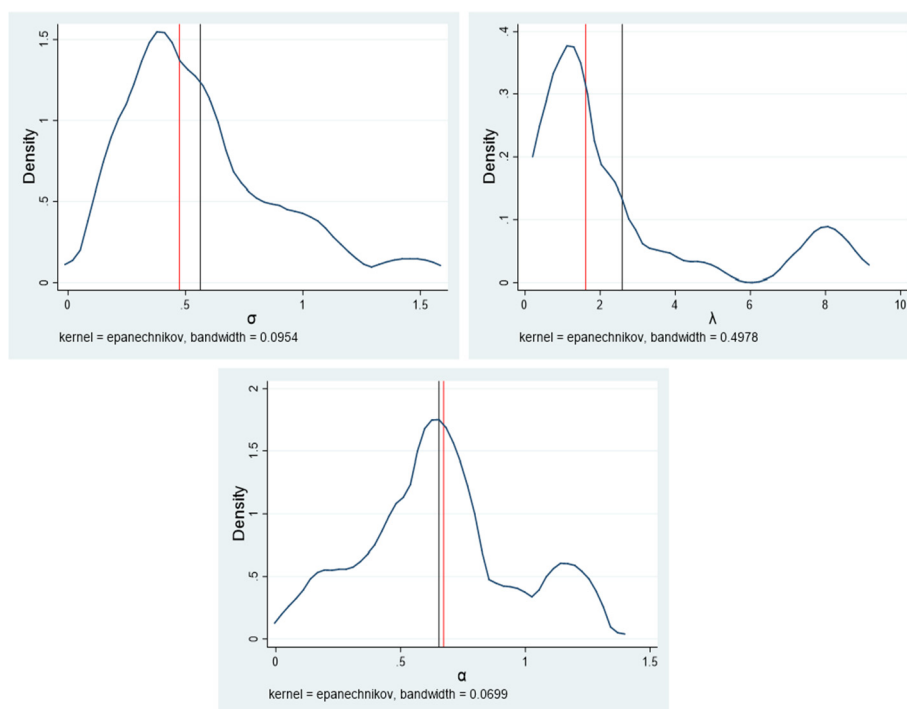 Density
0 .5 1 1.5
0 .5 1 1.5
σ
kernel = epanechnikov, bandwidth = 0.0954
Density
0 .1 .2 .3 .4
0 2 4 6 8 10
λ
kernel = epanechnikov, bandwidth = 0.4978
Density
0 .5 1 1.5 2
0 .5 1 1.5
α
kernel = epanechnikov, bandwidth = 0.0699